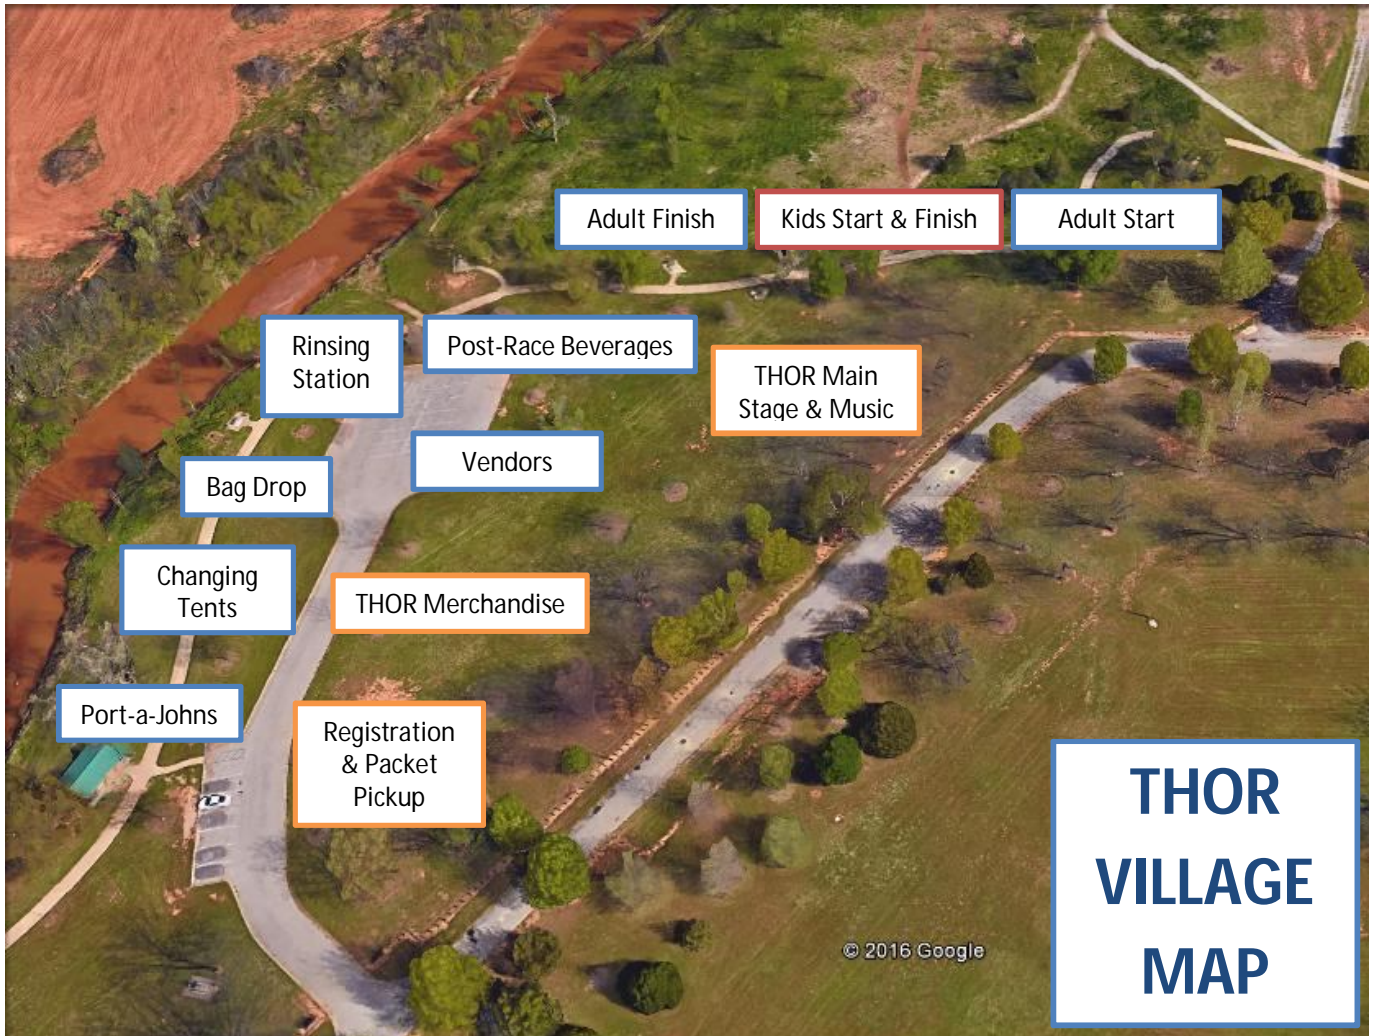 Adult Finish
Kids Start & Finish
Adult Start
Rinsing
Station
Post-Race Beverages
THOR Main
Stage & Music
Vendors
Bag Drop
Changing
Tents
THOR Merchandise
Port-a-Johns
Registration
& Packet
Pickup
THOR
VILLAGE
MAP
© 2016 Google